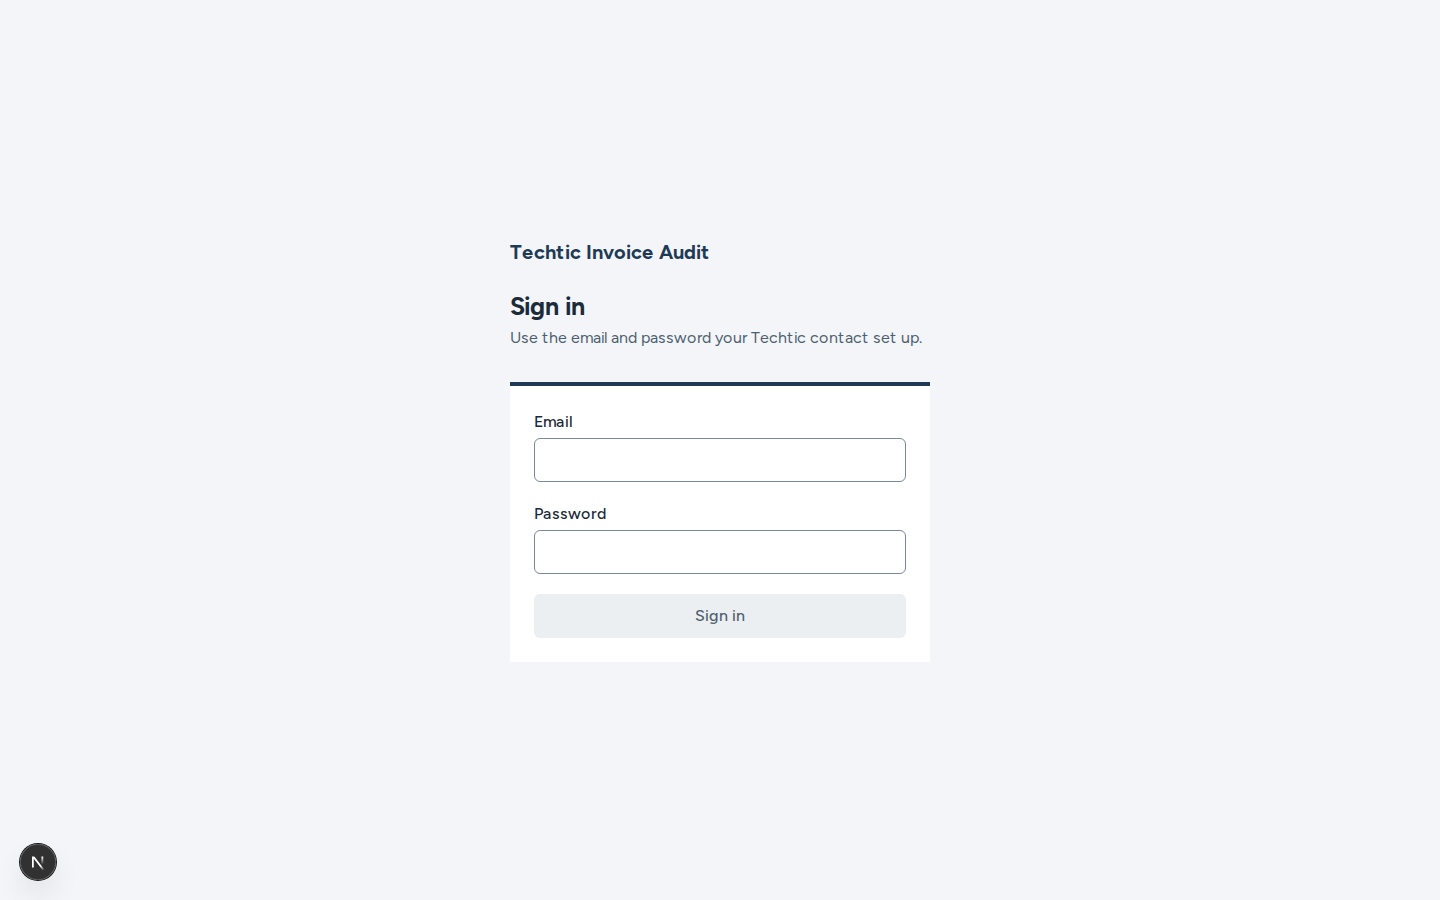 Techtic Invoice Audit
Sign in
Use the email and password your Techtic contact set up.
Email
Password
Sign in
N